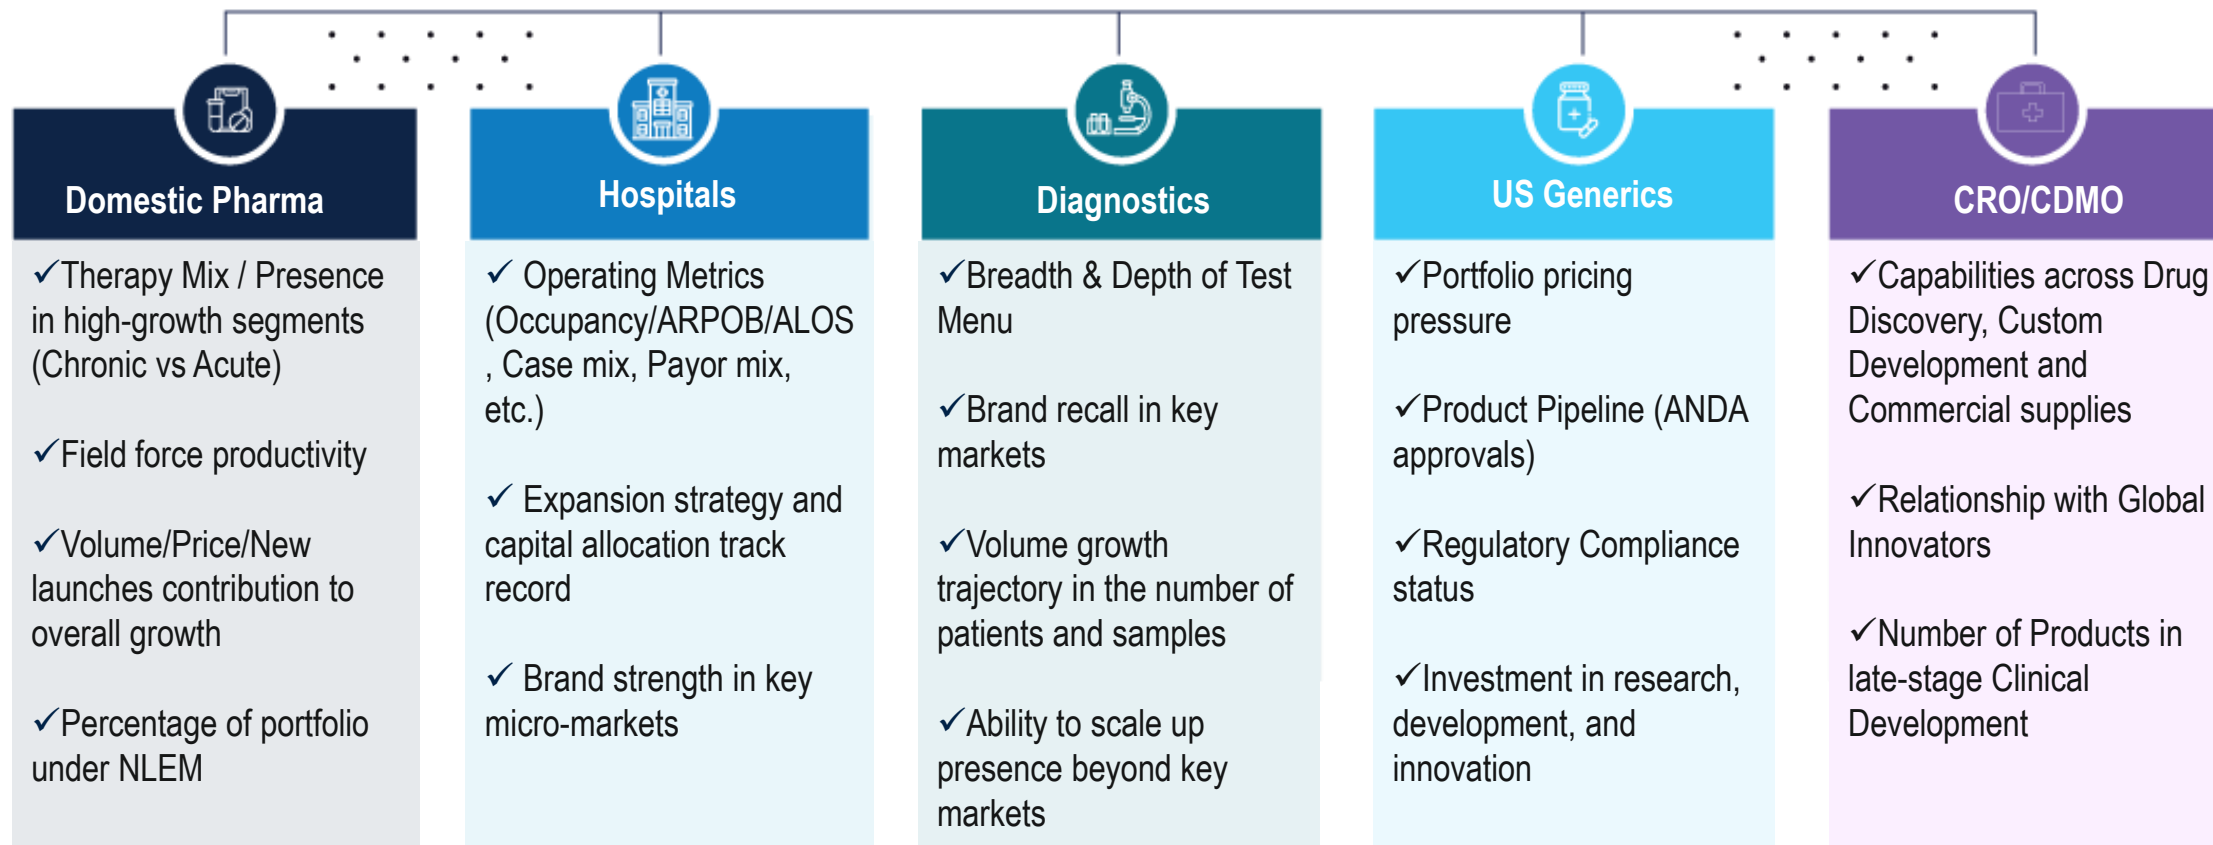 Domestic Pharma
✓Therapy Mix / Presence
in high-growth segments
(Chronic vs Acute)
✓Field force productivity
✓Volume/Price/New
launches contribution to
overall growth
✓Percentage of portfolio
under NLEM
Hospitals
✓ Operating Metrics
(Occupancy/ARPOB/ALOS
, Case mix, Payor mix,
etc.)
✓ Expansion strategy and
capital allocation track
record
✓ Brand strength in key
micro-markets
Diagnostics
✓Breadth & Depth of Test
Menu
✓Brand recall in key
markets
✓Volume growth
trajectory in the number of
patients and samples
✓Ability to scale up
presence beyond key
markets
US Generics
✓Portfolio pricing
pressure
✓Product Pipeline (ANDA
approvals)
✓Regulatory Compliance
status
✓Investment in research,
development, and
innovation
CRO/CDMO
✓Capabilities across Drug
Discovery, Custom
Development and
Commercial supplies
✓Relationship with Global
Innovators
✓Number of Products in
late-stage Clinical
Development